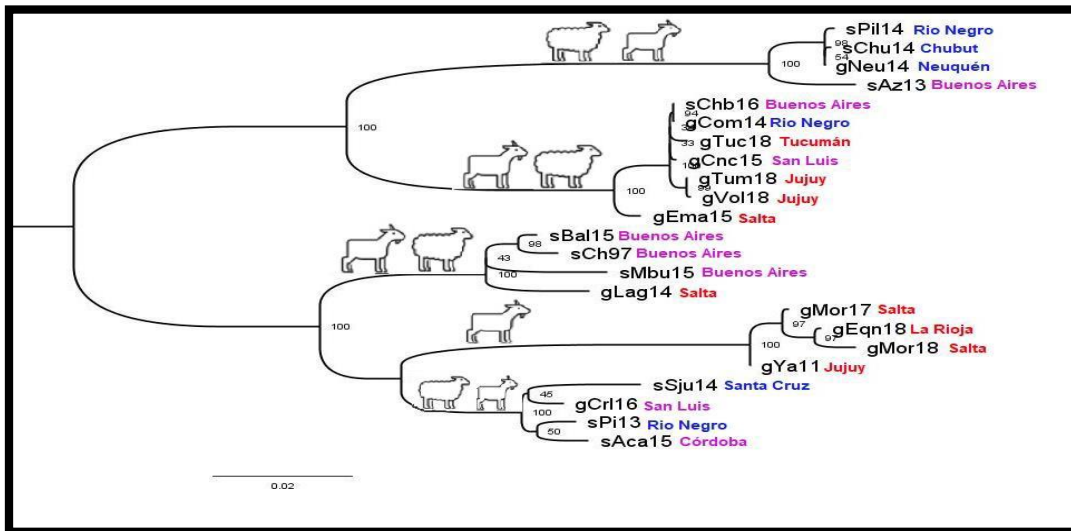 sPil14 Rio Negro
98
sChu14 Chubut
54
100
gNeu14 Neuquén
sAz13 Buenos Aires
sChb16 Buenos Aires
94
gCom14 Rio Negro
100
gTuc18 Tucumán
33
gCnc15 San Luis
100
gTum18 Jujuy
99
100
gVol18 Jujuy
gEma15 Salta
sBal15 Buenos Aires
98
sCh97 Buenos Aires
43
sMbu15 Buenos Aires
100
gLag14 Salta
gMor17 Salta
97
100
gEqn18 La Rioja
97
100
gMor18 Salta
gYa11 Jujuy
sSju14 Santa Cruz
45
gCrl16 San Luis
100
sPi13 Rio Negro
50
sAca15 Córdoba
0.02